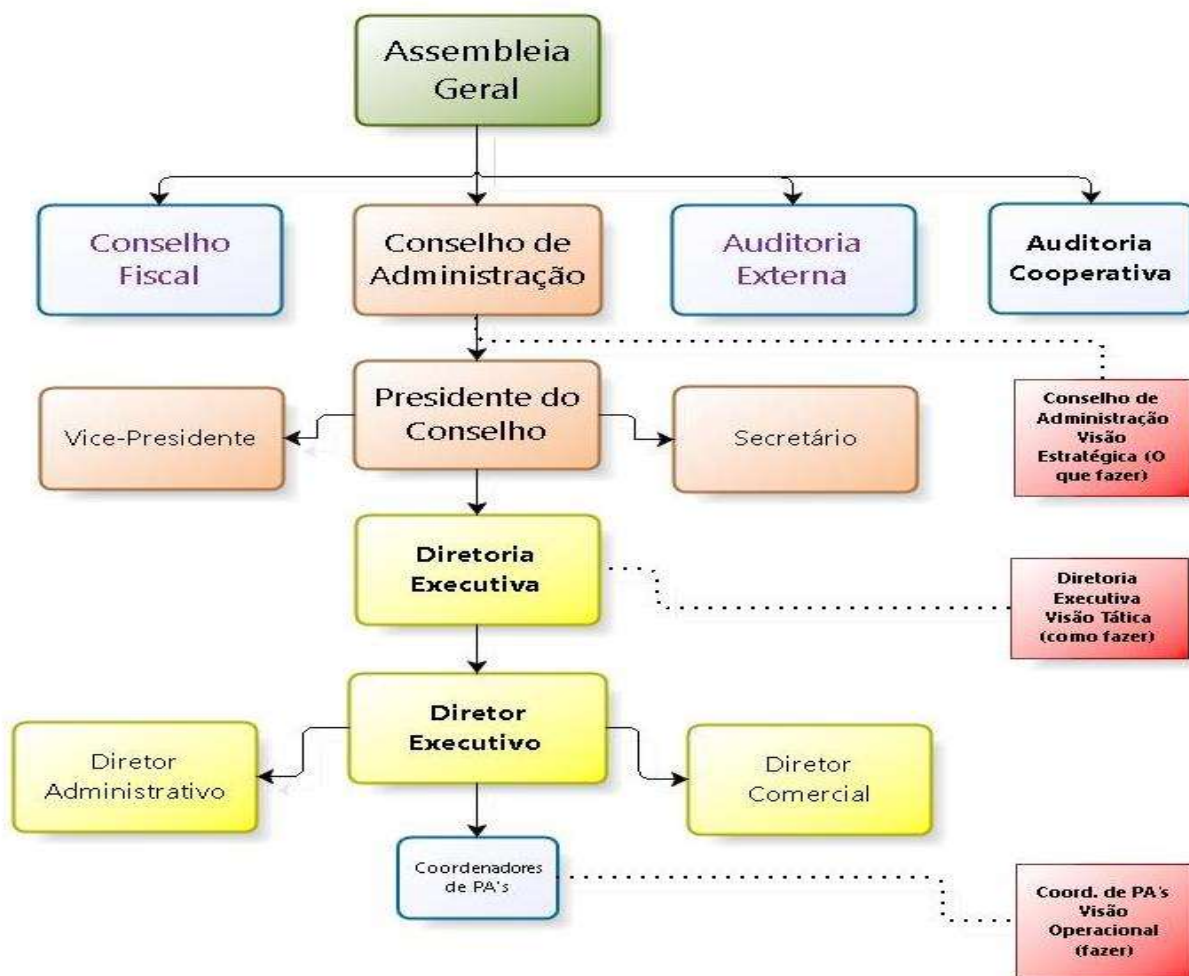 Assembleia
Geral
Conselho
Fiscal
Conselho de
Administração
Auditoria
Externa
Auditoria
Cooperativa
Vice-Presidente
Presidente do
Conselho
Secretário
Conselho de
Administração
Visão
Estratégica (O
que fazer)
Diretoria
Executiva
Diretoria
Executiva
Visão Tática
(como fazer)
Diretor
Executivo
Diretor
Administrativo
Diretor
Comercial
Coordenadores
de PA's
Coord. de PA's
Visão
Operacional
(fazer)